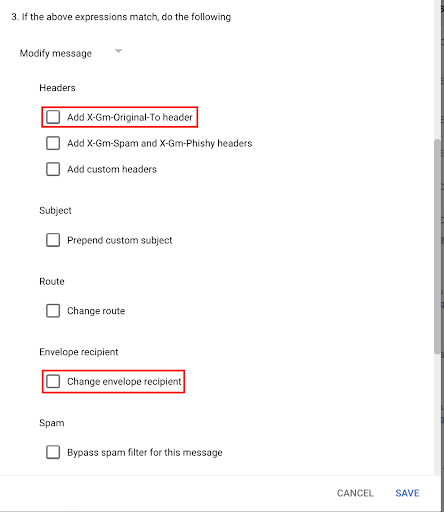 3. If the above expressions match, do the following
Modify message
Headers
Add X-Gm-Original-To header
Add X-Gm-Spam and X-Gm-Phishy headers
Add custom headers
Subject
Prepend custom subject
Route
Change route
Envelope recipient
Change envelope recipient
Spam
Bypass spam filter for this message
CANCEL SAVE